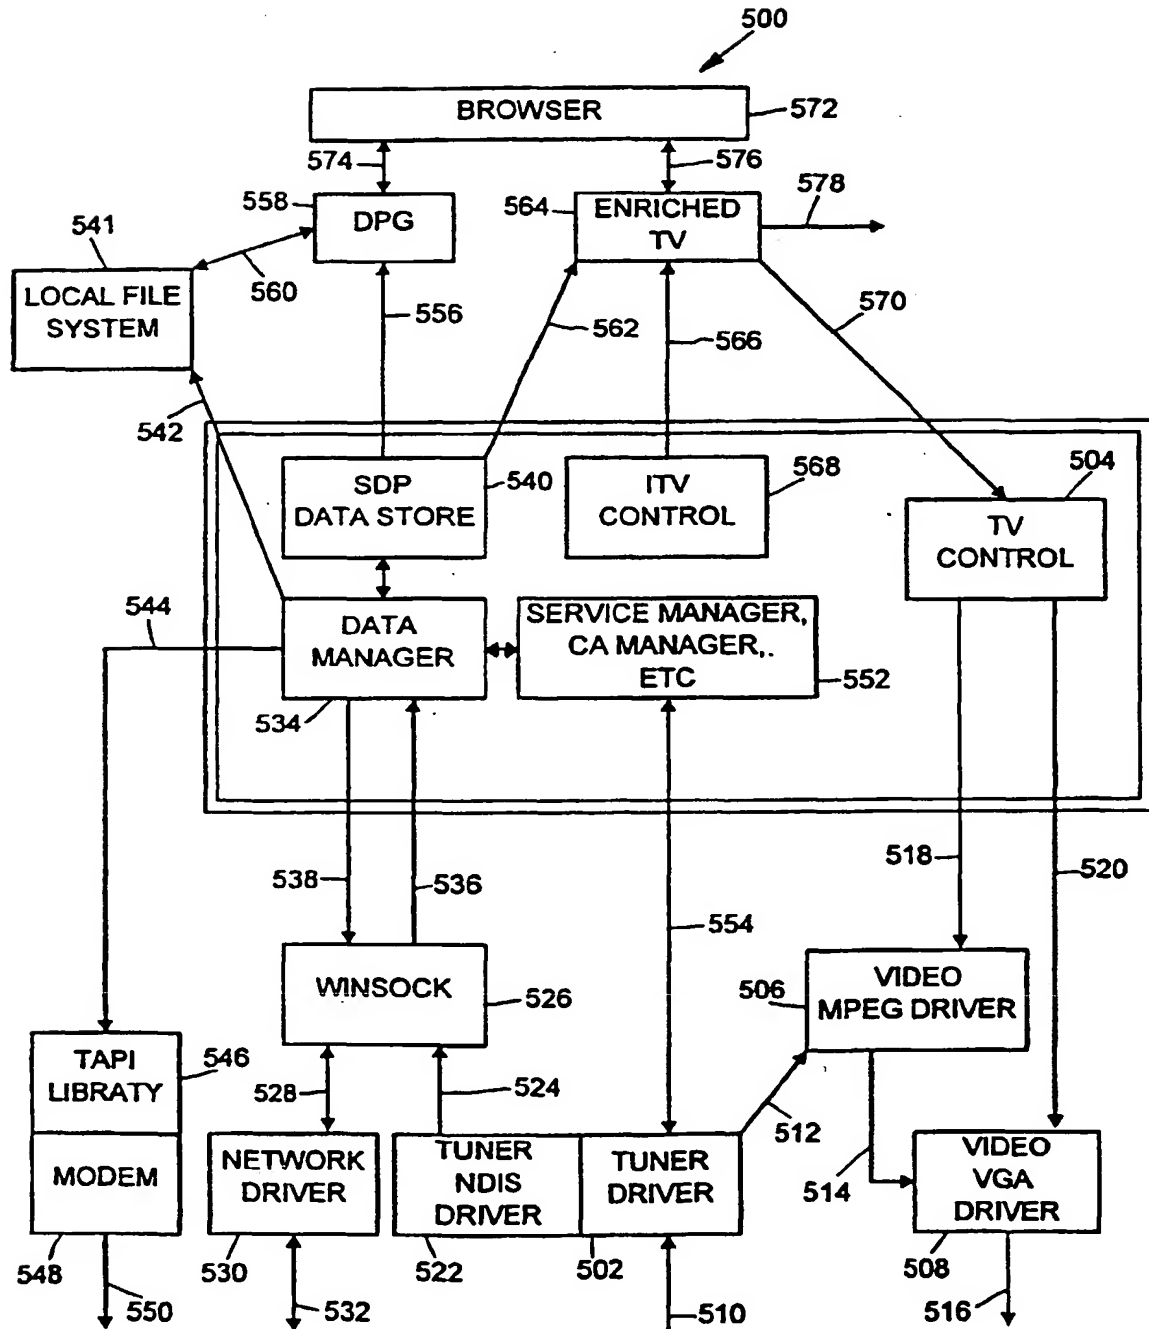 500
BROWSER
572
574
576
558
DPG
564
ENRICHED
TV
578
541
LOCAL FILE
SYSTEM
560
556
562
566
570
542
SDP
DATA STORE
540
ITV
CONTROL
568
504
TV
CONTROL
544
DATA
MANAGER
534
SERVICE MANAGER,
CA MANAGER,.
ETC
552
538
536
554
518
520
WINSOCK
526
506
VIDEO
MPEG DRIVER
TAPI
LIBRATY
546
528
524
512
514
MODEM
548
NETWORK
DRIVER
530
TUNER
NDIS
DRIVER
522
TUNER
DRIVER
502
VIDEO
VGA
DRIVER
508
550
532
510
516